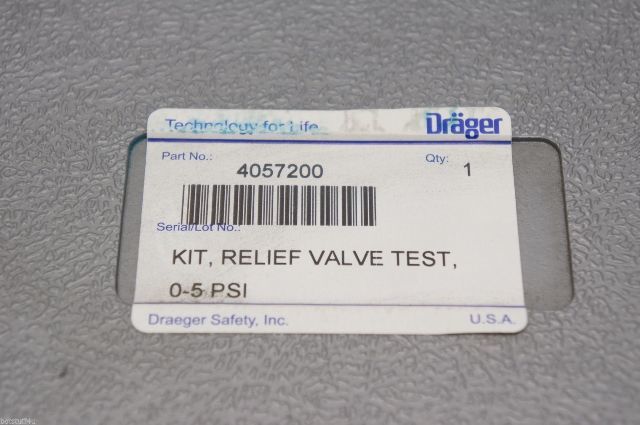 Technology for Life
Dräger
Part No.: 4057200 Qty: 1
Serial/Lot No.:
KIT, RELIEF VALVE TEST,
0-5 PSI
Draeger Safety, Inc. U.S.A.